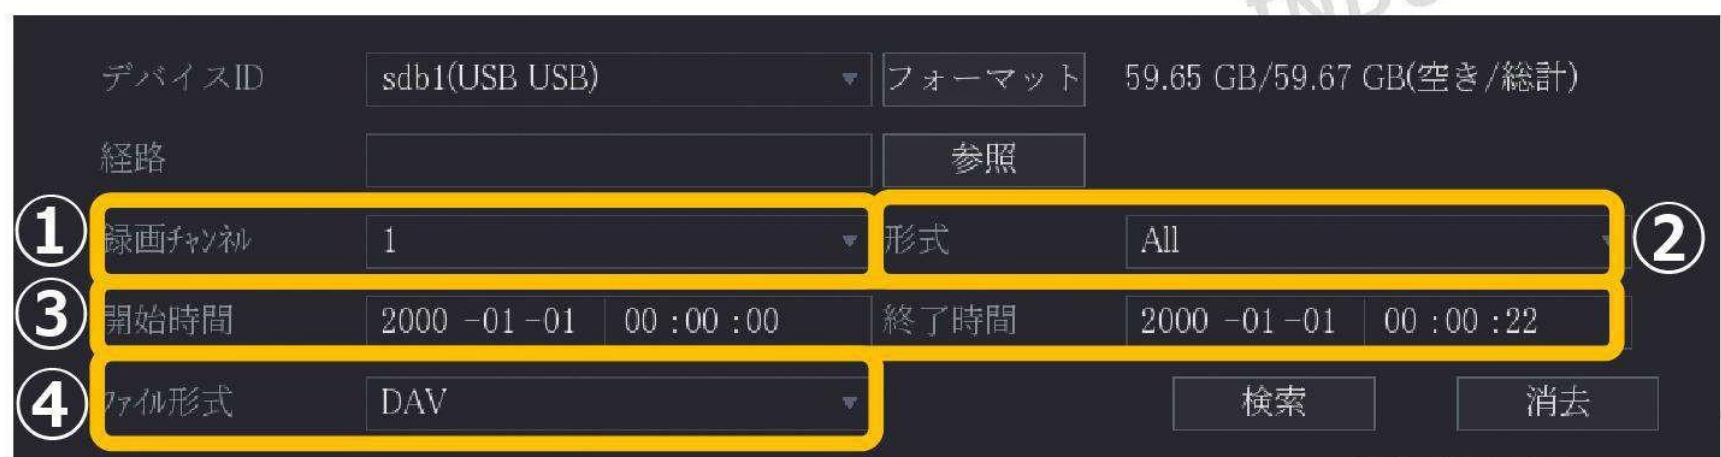 デバイスID sdb1(USB USB) フォーマット 59.65 GB/59.67 GB(空き/総計)
経路 参照
① 録画ﾁｬﾝﾈﾙ 1 形式 All ②
③ 開始時間 2000 -01 -01 00 :00 :00 終了時間 2000 -01 -01 00 :00 :22
④ ﾌｧｲﾙ形式 DAV 検索 消去